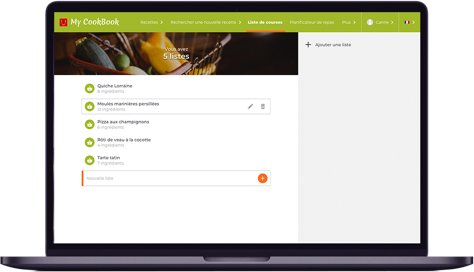 My CookBook
Recettes
Rechercher une nouvelle recette
Liste de courses
Planificateur de repas
Plus
Carine
Vous avez
5 listes
Ajouter une liste
Quiche Lorraine
8 ingrédients
Moules marinières persillées
12 ingrédients
Pizza aux champignons
6 ingrédients
Rôti de veau à la cocotte
4 ingrédients
Tarte tatin
7 ingrédients
Nouvelle liste